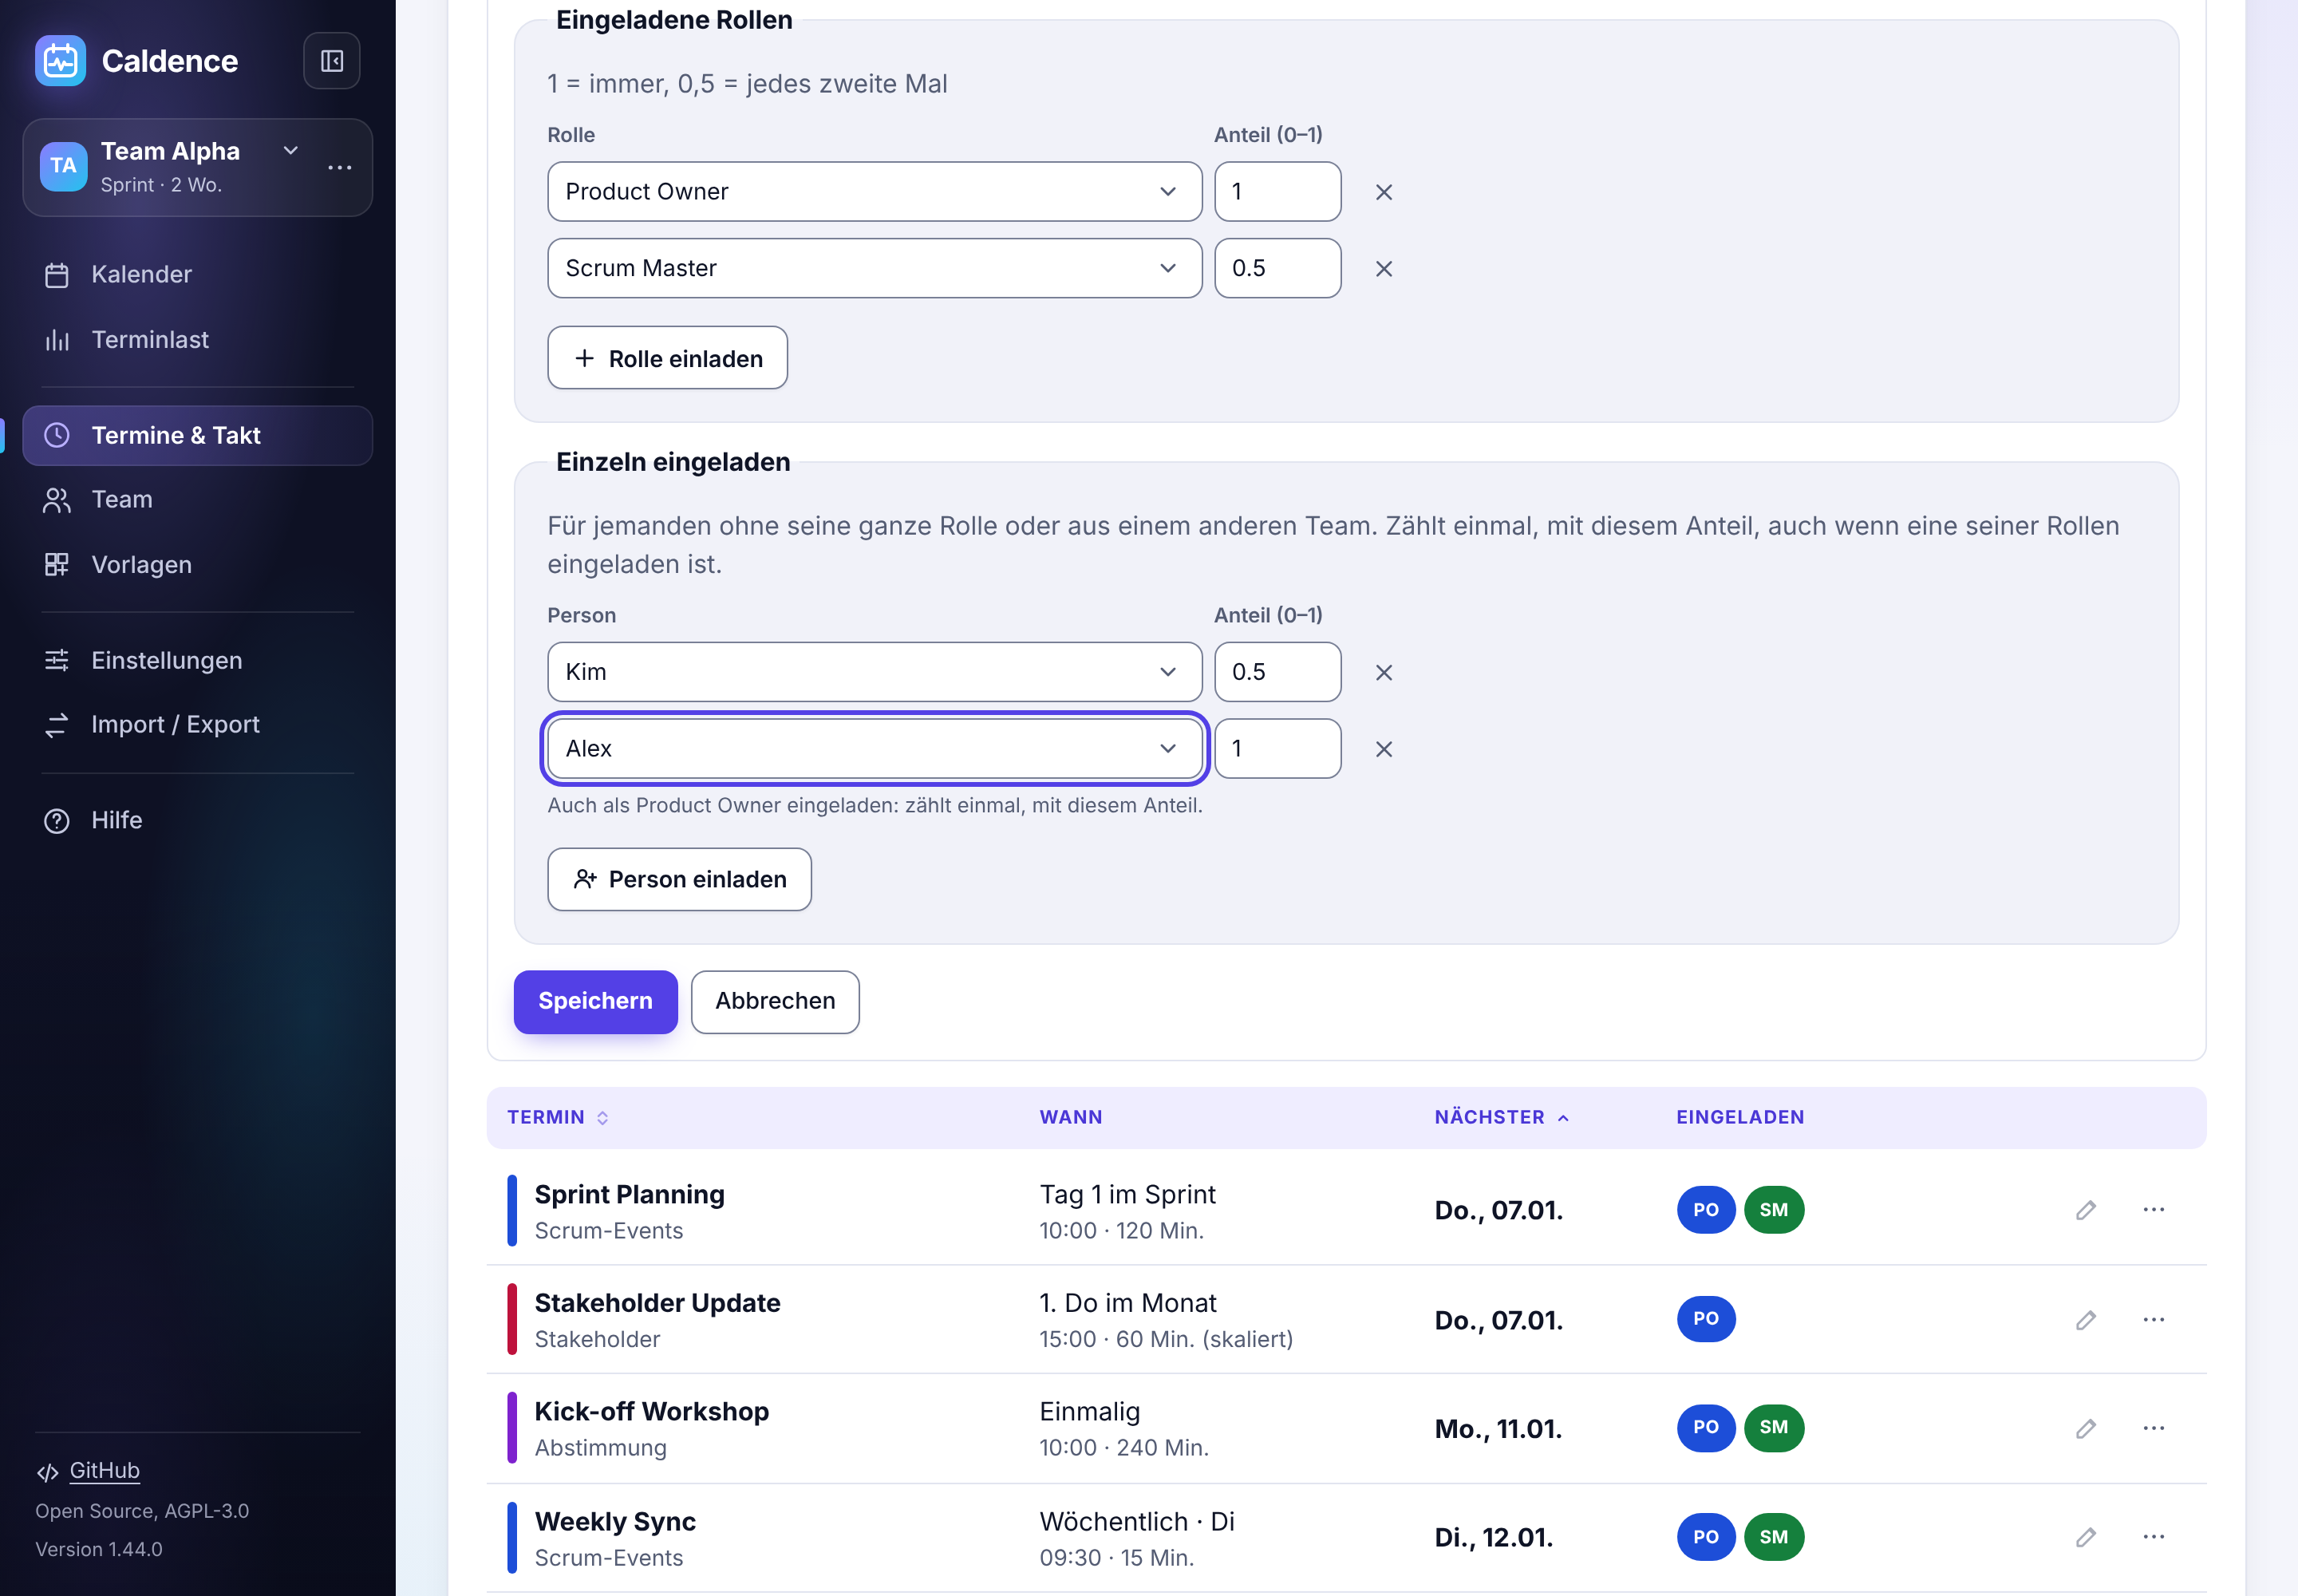 Caldence
TA
Team Alpha
Sprint · 2 Wo.
Kalender
Terminlast
Termine & Takt
Team
Vorlagen
Einstellungen
Import / Export
Hilfe
GitHub
Open Source, AGPL-3.0
Version 1.44.0
Eingeladene Rollen
1 = immer, 0,5 = jedes zweite Mal
Rolle Anteil (0–1)
Product Owner 1
Scrum Master 0.5
Rolle einladen
Einzeln eingeladen
Für jemanden ohne seine ganze Rolle oder aus einem anderen Team. Zählt einmal, mit diesem Anteil, auch wenn eine seiner Rollen
eingeladen ist.
Person Anteil (0–1)
Kim 0.5
Alex 1
Auch als Product Owner eingeladen: zählt einmal, mit diesem Anteil.
Person einladen
Speichern Abbrechen
TERMIN WANN NÄCHSTER EINGELADEN
Sprint Planning Tag 1 im Sprint Do., 07.01. PO SM
Scrum-Events 10:00 · 120 Min.
Stakeholder Update 1. Do im Monat Do., 07.01. PO
Stakeholder 15:00 · 60 Min. (skaliert)
Kick-off Workshop Einmalig Mo., 11.01. PO SM
Abstimmung 10:00 · 240 Min.
Weekly Sync Wöchentlich · Di Di., 12.01. PO SM
Scrum-Events 09:30 · 15 Min.